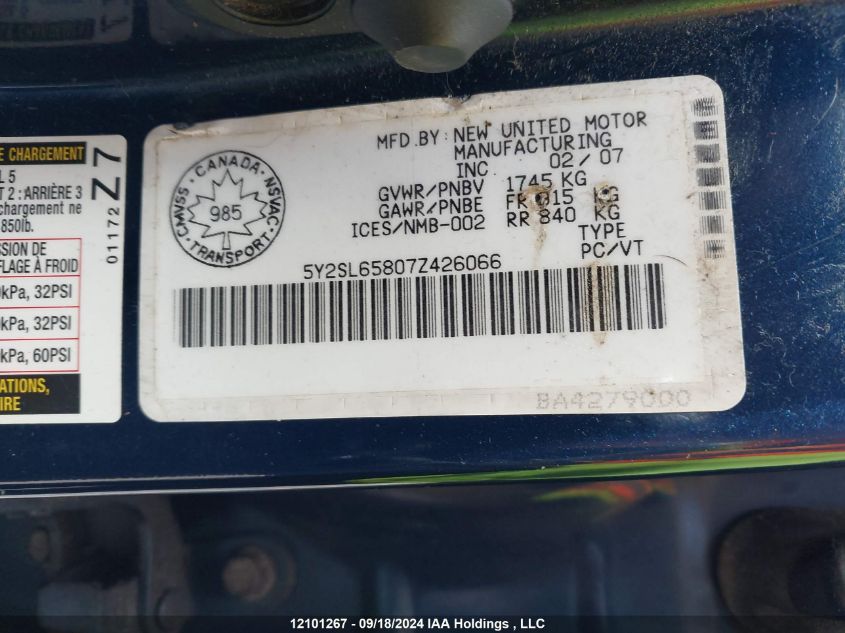 E CHARGEMENT
L 5
T 2 : ARRIÈRE 3
chargement ne
850lb.
SSION DE
FLAGE À FROID
kPa, 32PSI
kPa, 32PSI
kPa, 60PSI
ATIONS,
IRE
01172
Z7
CANADA
CMVSS
NSVAC
985
TRANSPORT
MFD.BY: NEW UNITED MOTOR
MANUFACTURING
INC 02/07
GVWR/PNBV 1745 KG
GAWR/PNBE FR 915 KG
ICES/NMB-002 RR 840 KG
TYPE
PC/VT
5Y2SL65807Z426066
BA4279000
12101267 - 09/18/2024 IAA Holdings , LLC